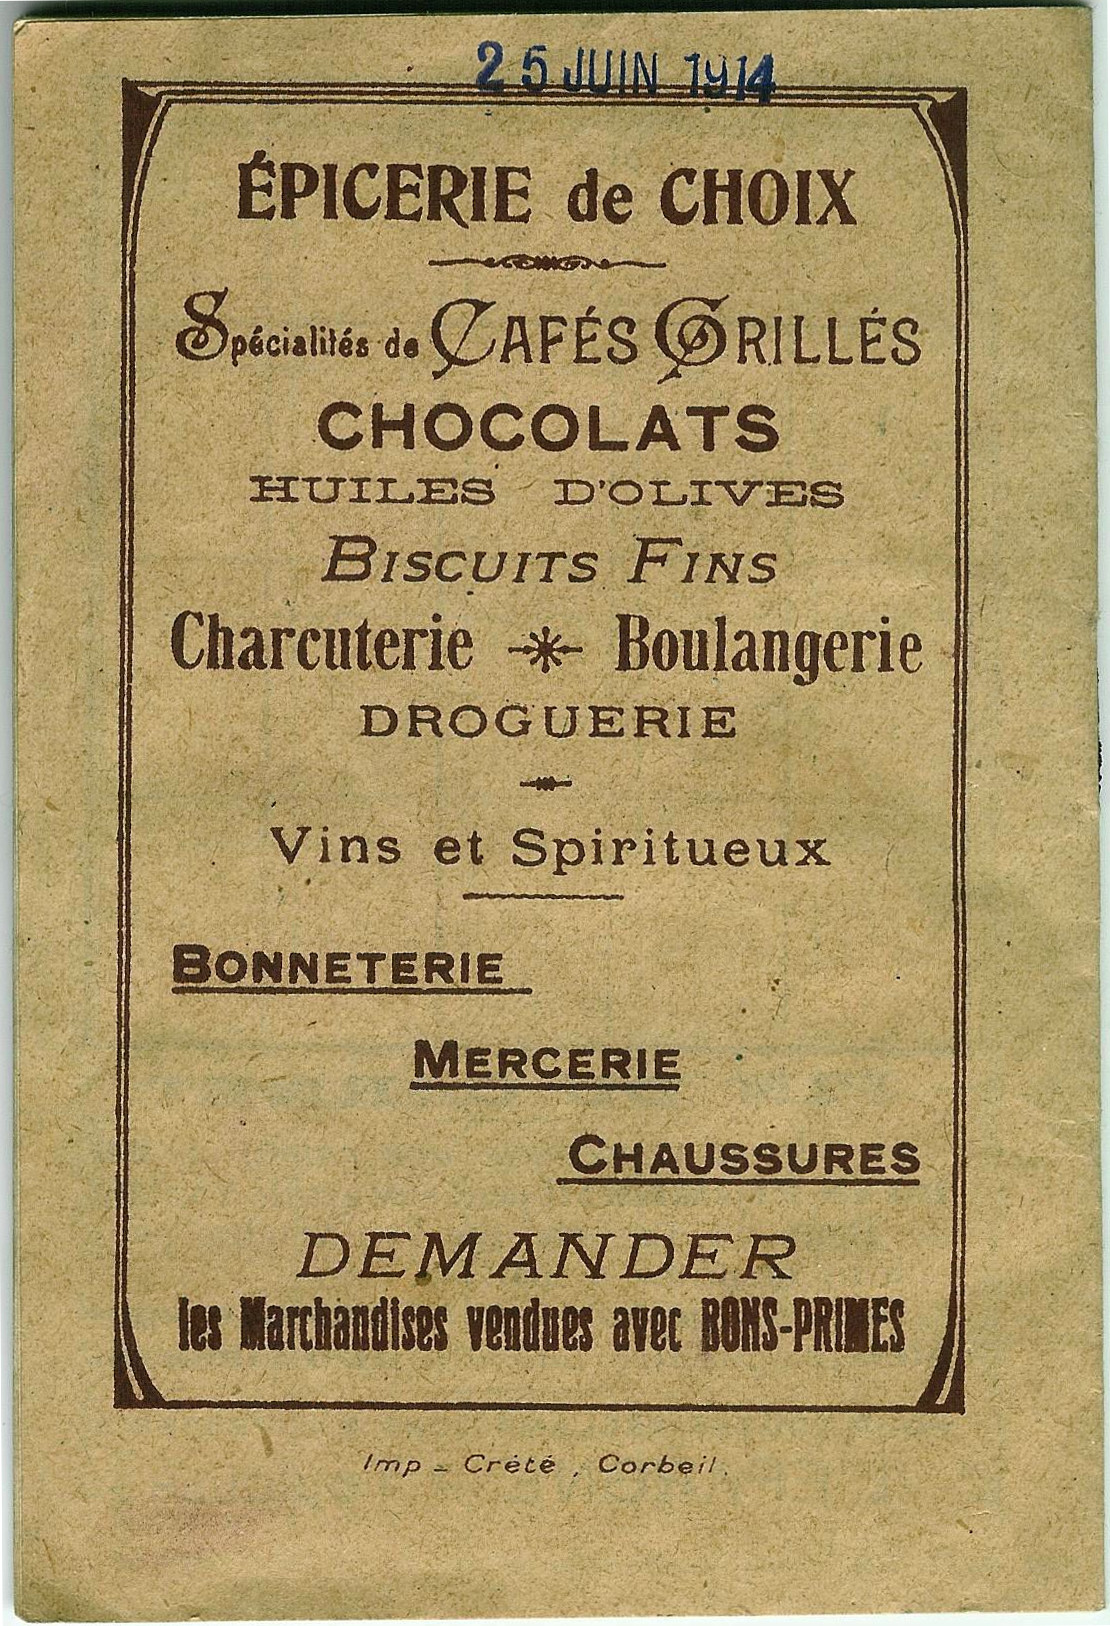 25 JUIN 1914
ÉPICERIE de CHOIX
Spécialités de CAFÉS GRILLÉS
CHOCOLATS
HUILES D'OLIVES
BISCUITS FINS
Charcuterie Boulangerie
DROGUERIE
Vins et Spiritueux
BONNETERIE
MERCERIE
CHAUSSURES
DEMANDER
les Marchandises vendues avec BONS-PRIMES
Imp - Crété, Corbeil.